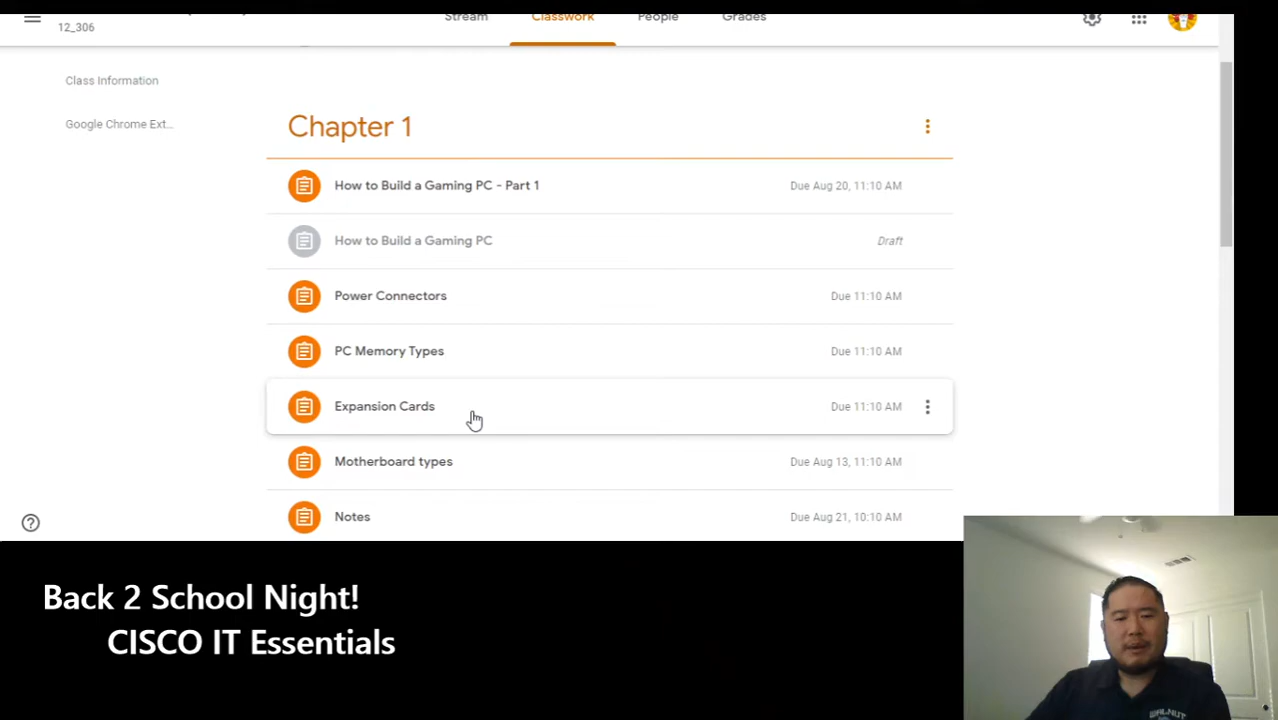 Stream Classwork People Grades
12_306
Class Information
Google Chrome Ext...
Chapter 1
How to Build a Gaming PC - Part 1 Due Aug 20, 11:10 AM
How to Build a Gaming PC Draft
Power Connectors Due 11:10 AM
PC Memory Types Due 11:10 AM
Expansion Cards Due 11:10 AM
Motherboard types Due Aug 13, 11:10 AM
Notes Due Aug 21, 10:10 AM
Back 2 School Night!
CISCO IT Essentials
WALNUT